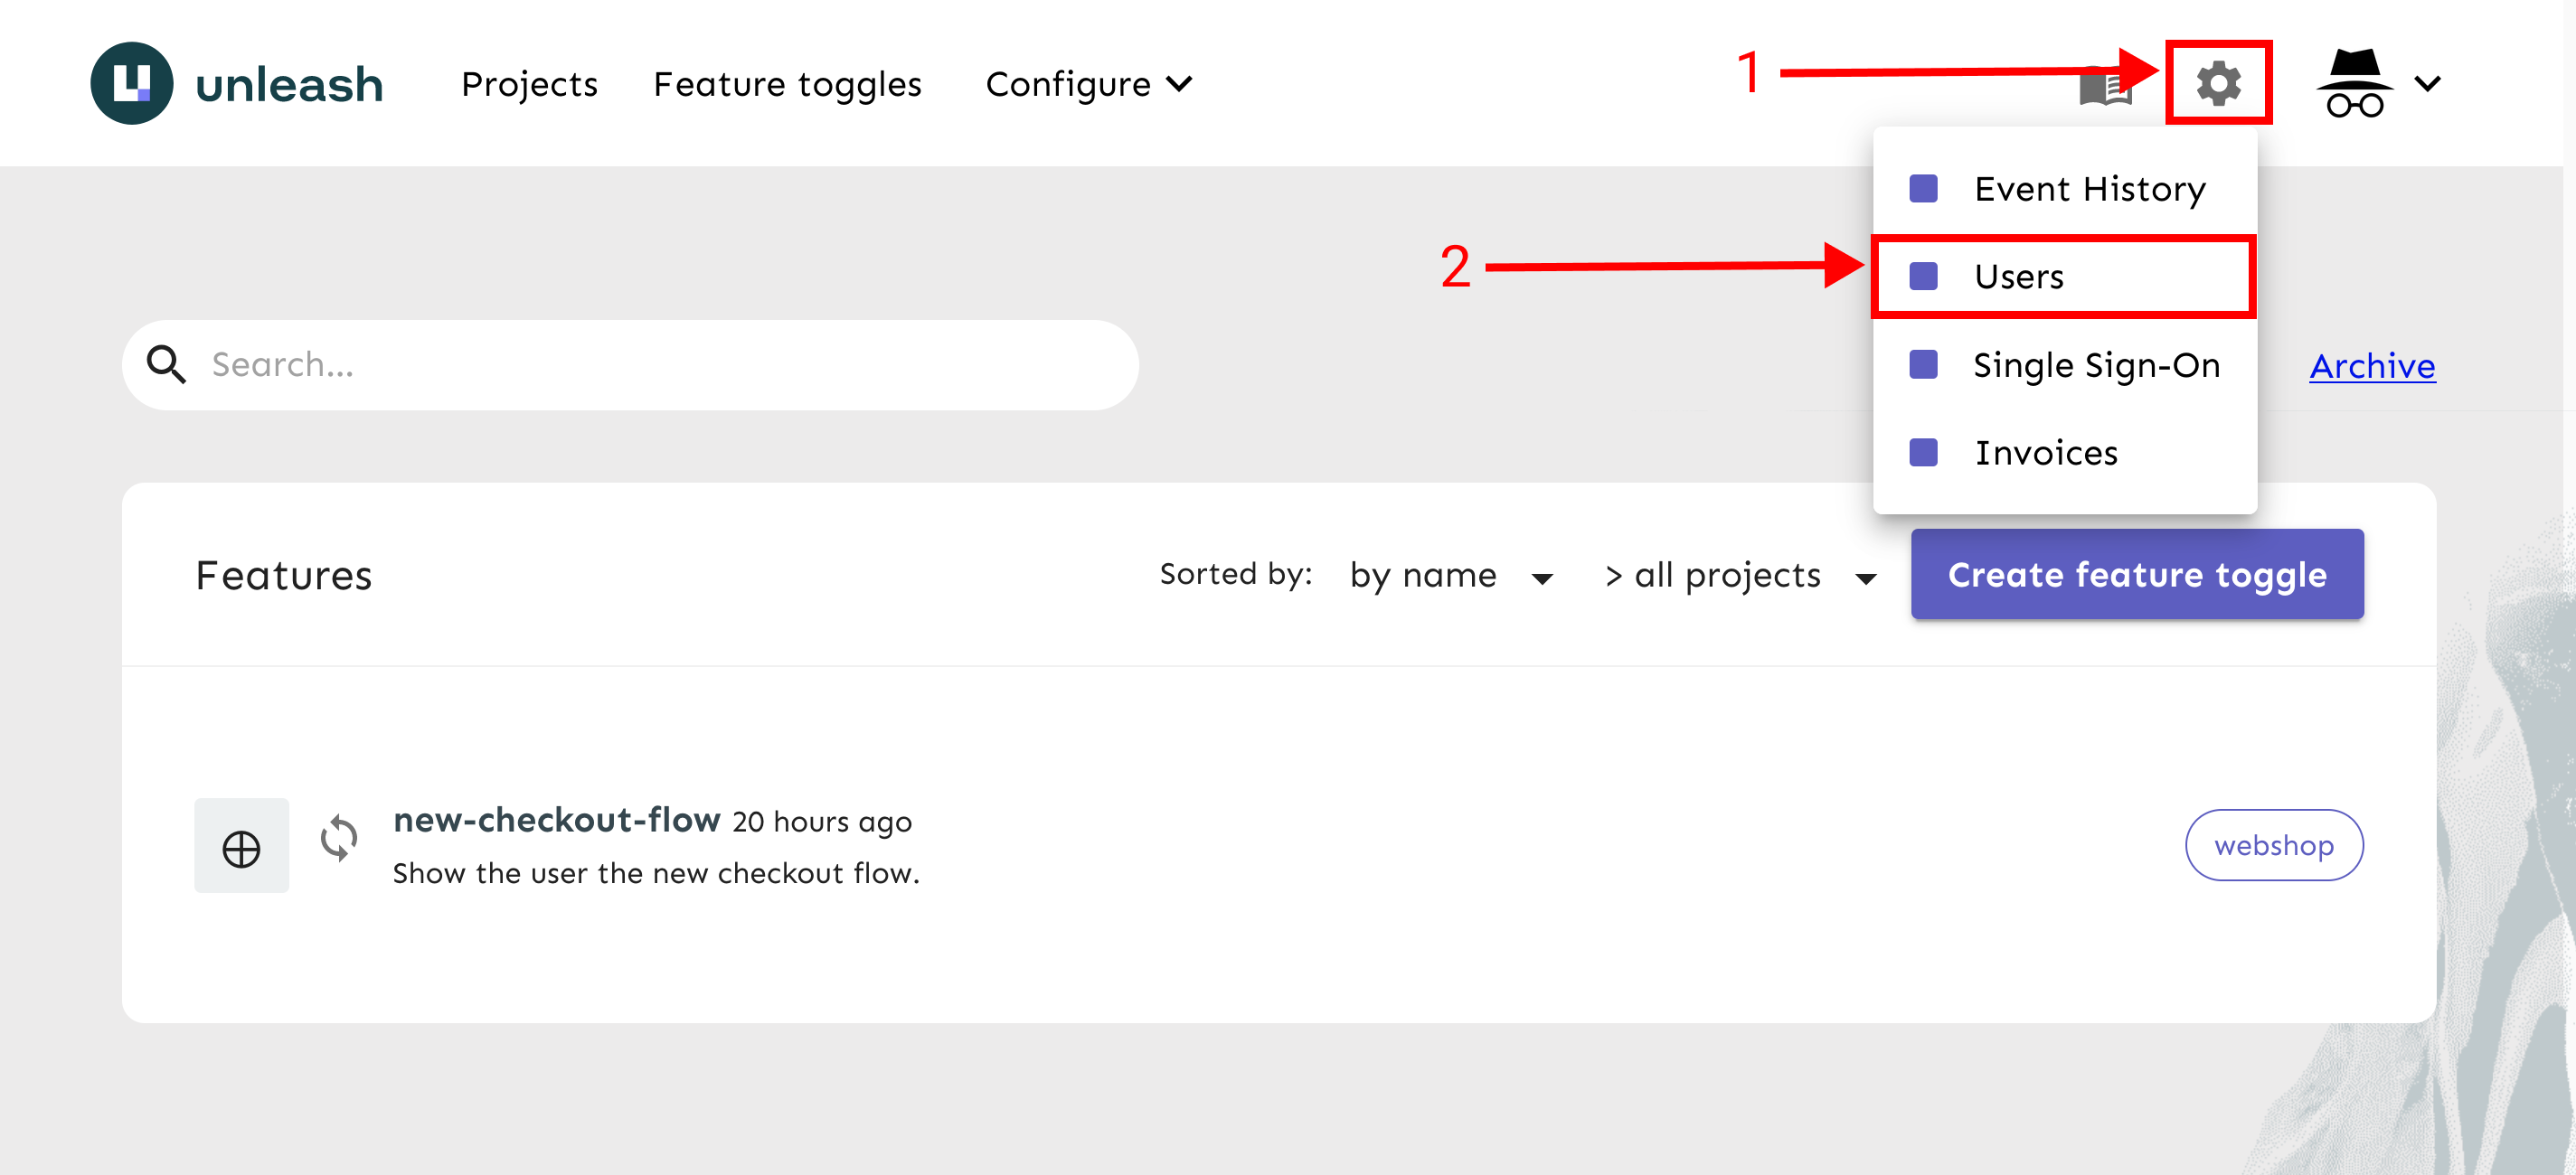 unleash Projects Feature toggles Configure 1
Event History
2 Users
Search... Single Sign-On Archive
Invoices
Features Sorted by: by name > all projects Create feature toggle
new-checkout-flow 20 hours ago
Show the user the new checkout flow.
webshop